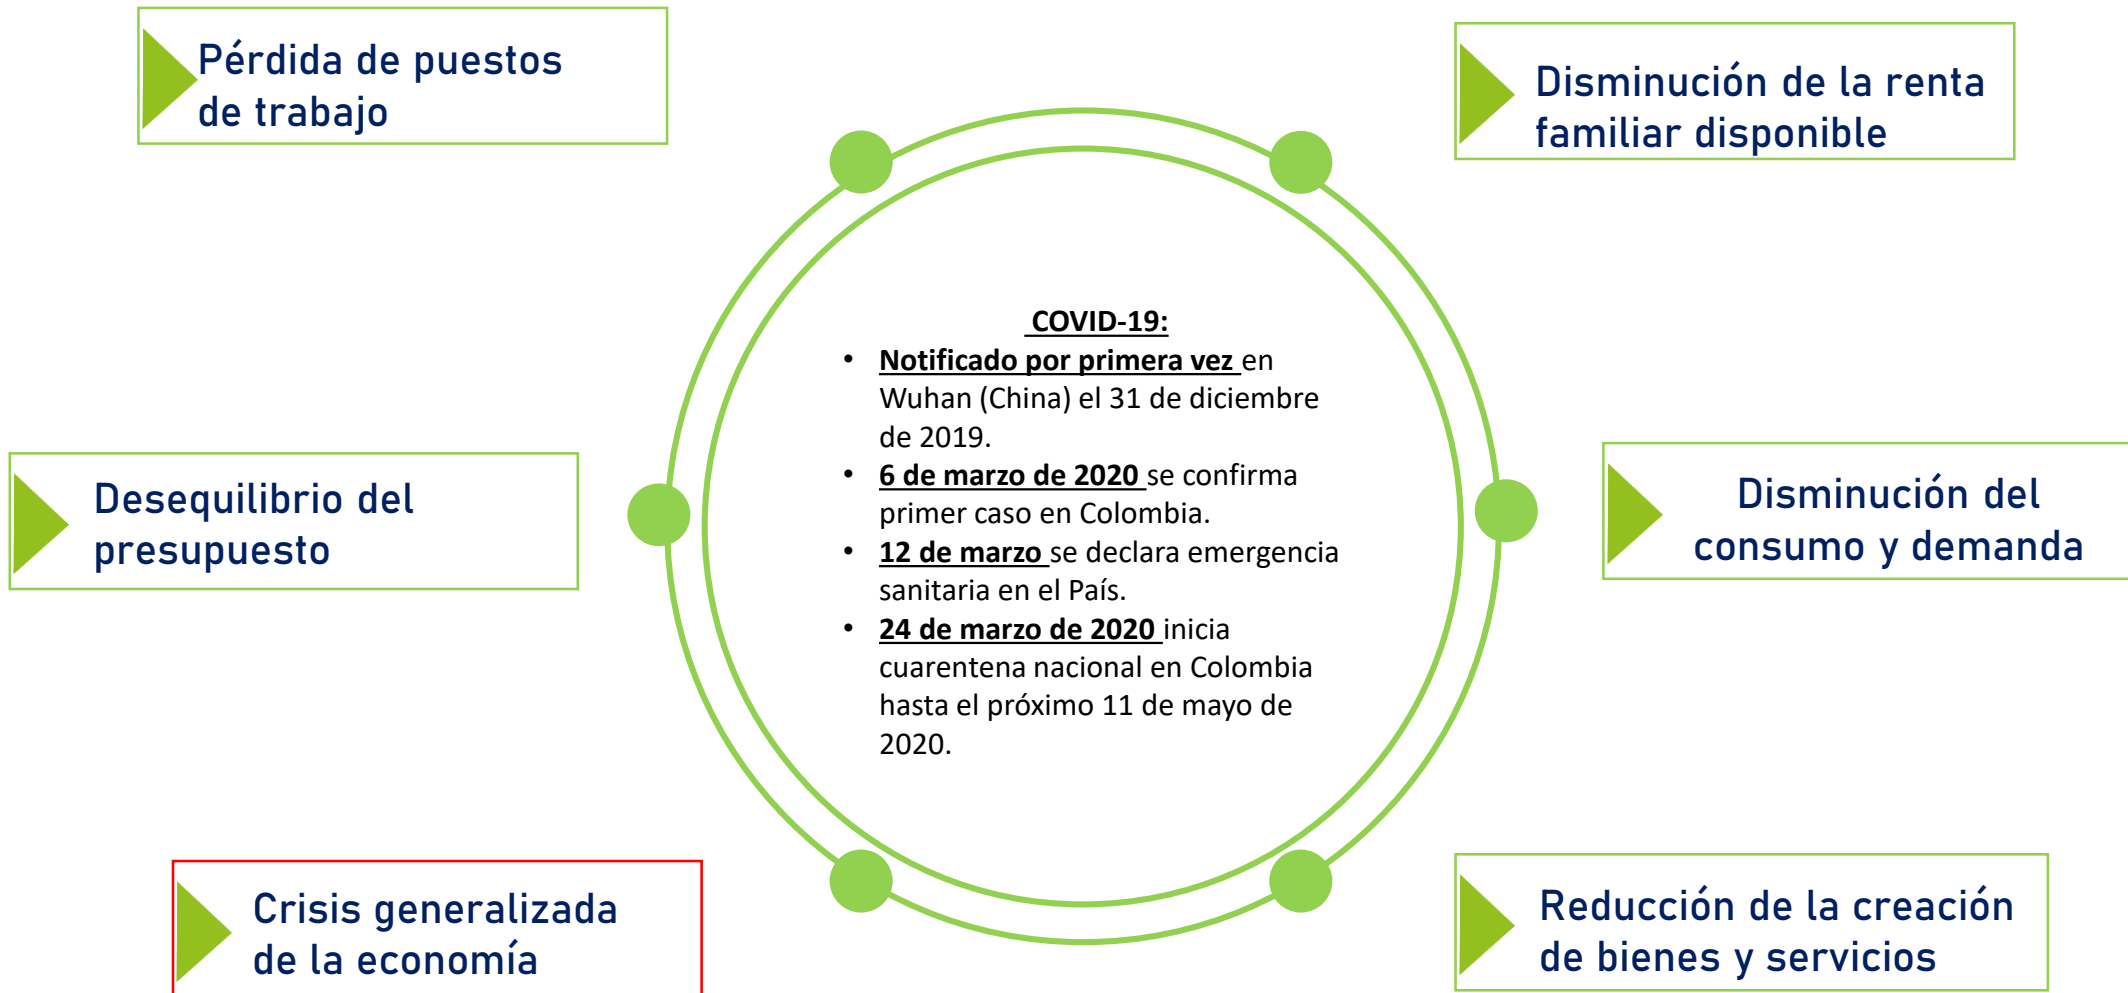 Pérdida de puestos
de trabajo
Disminución de la renta
familiar disponible
COVID-19:
• Notificado por primera vez en
Wuhan (China) el 31 de diciembre
de 2019.
• 6 de marzo de 2020 se confirma
primer caso en Colombia.
• 12 de marzo se declara emergencia
sanitaria en el País.
• 24 de marzo de 2020 inicia
cuarentena nacional en Colombia
hasta el próximo 11 de mayo de
2020.
Desequilibrio del
presupuesto
Disminución del
consumo y demanda
Crisis generalizada
de la economía
Reducción de la creación
de bienes y servicios